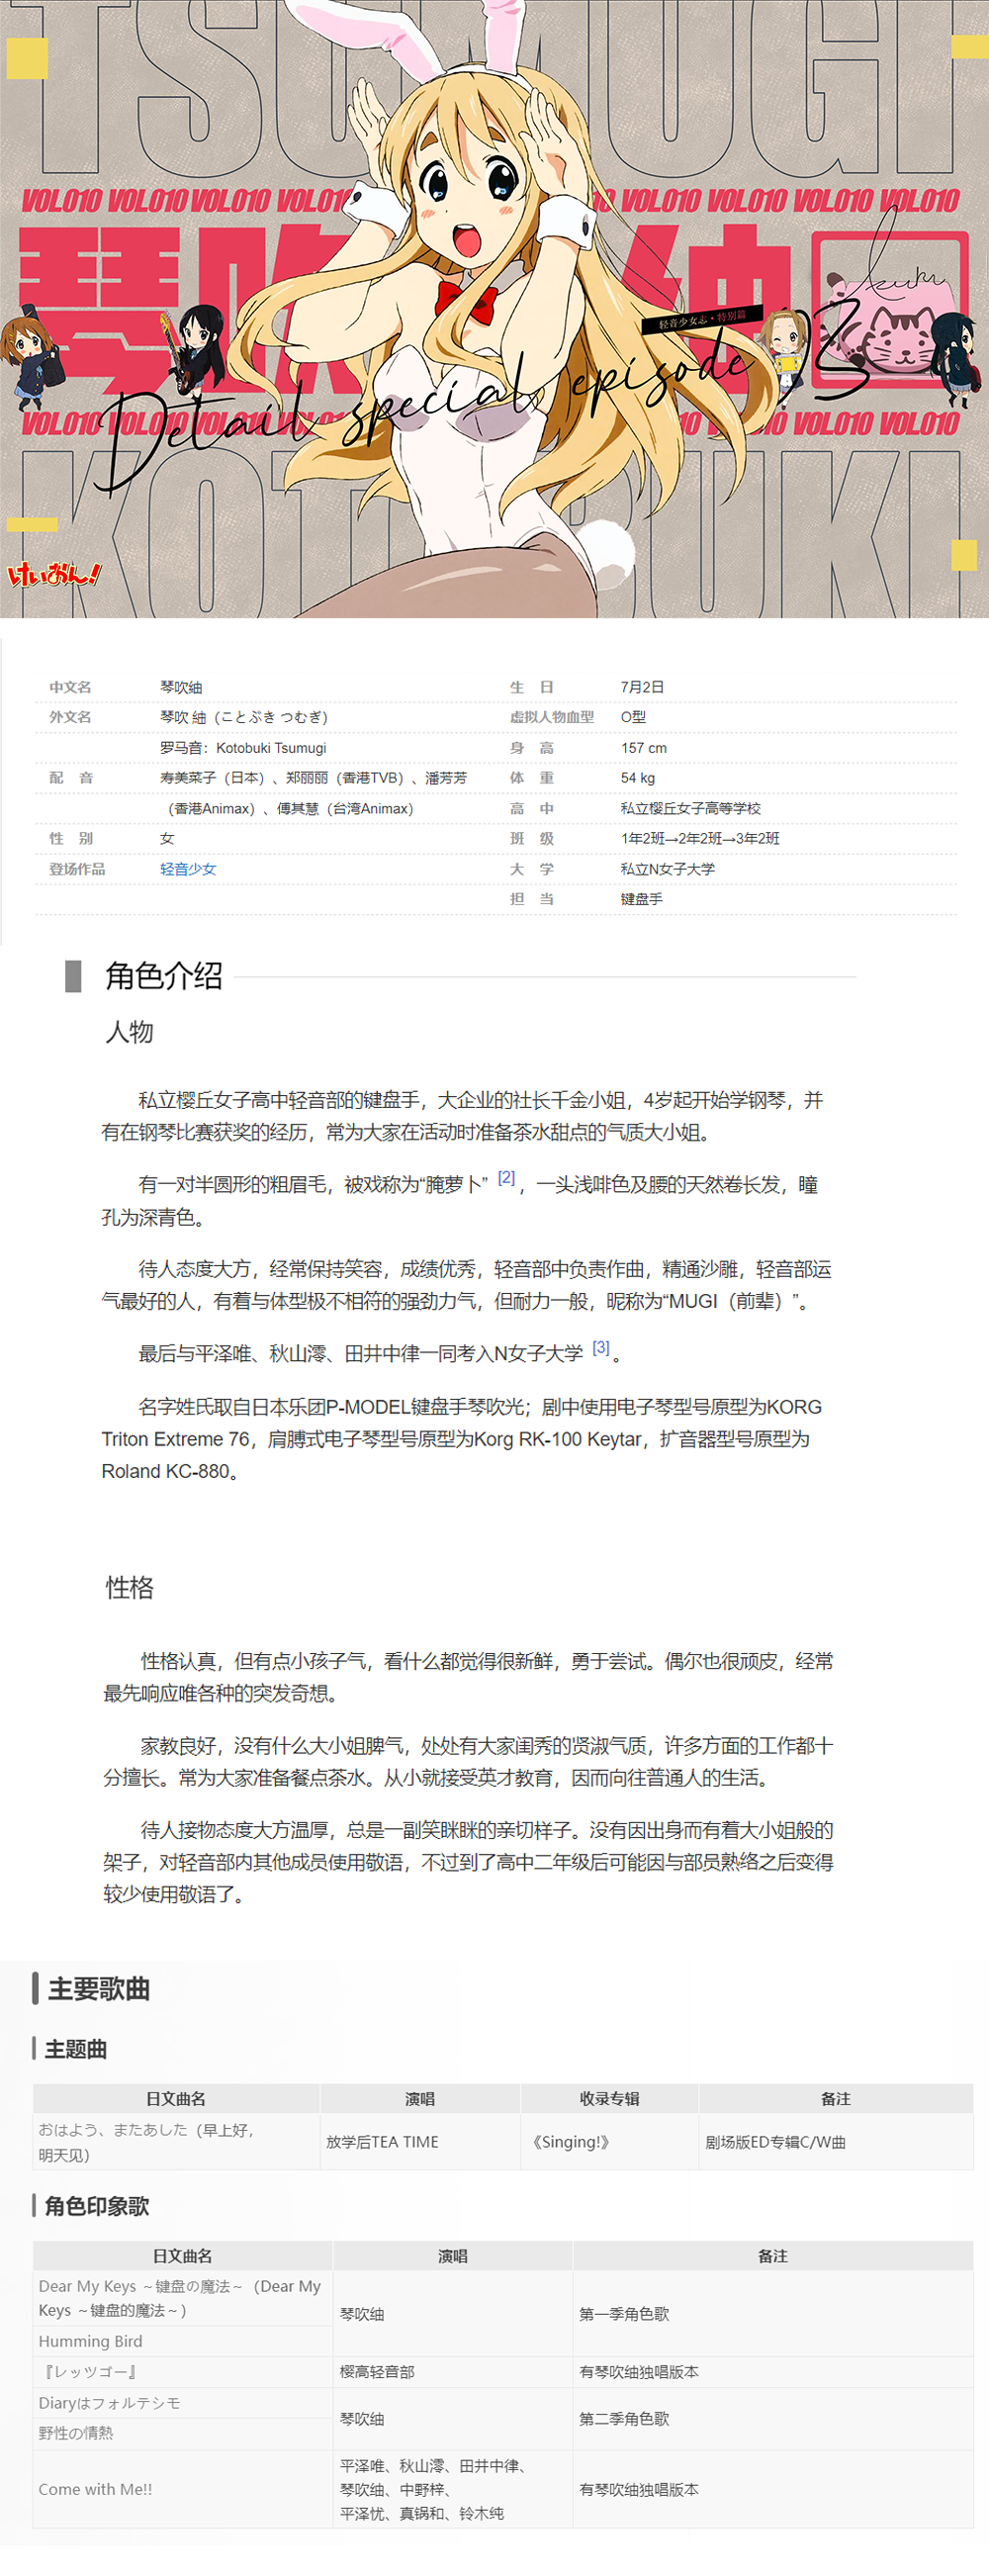 TSUMUGI
VOL010 VOL010 VOL010 VOL010 VOL010 VOL010 VOL010 VOL010
琴吹 紬
kuku
轻音少女志·特别篇
Detail special episode 03
VOL010 VOL010 VOL010 VOL010 VOL010 VOL010 VOL010
KOTOBUKI
けいおん!
中文名 琴吹䌷 生 日 7月2日
外文名 琴吹 紬（ことぶき つむぎ） 虚拟人物血型 O型
罗马音：Kotobuki Tsumugi 身 高 157 cm
配 音 寿美菜子（日本）、郑丽丽（香港TVB）、潘芳芳 体 重 54 kg
（香港Animax）、傅其慧（台湾Animax） 高 中 私立樱丘女子高等学校
性 别 女 班 级 1年2班→2年2班→3年2班
登场作品 轻音少女 大 学 私立N女子大学
担 当 键盘手
角色介绍
人物
私立樱丘女子高中轻音部的键盘手，大企业的社长千金小姐，4岁起开始学钢琴，并
有在钢琴比赛获奖的经历，常为大家在活动时准备茶水甜点的气质大小姐。
有一对半圆形的粗眉毛，被戏称为“腌萝卜” [2] ，一头浅啡色及腰的天然卷长发，瞳
孔为深青色。
待人态度大方，经常保持笑容，成绩优秀，轻音部中负责作曲，精通沙雕，轻音部运
气最好的人，有着与体型极不相符的强劲力气，但耐力一般，昵称为“MUGI（前辈）”。
最后与平泽唯、秋山澪、田井中律一同考入N女子大学 [3] 。
名字姓氏取自日本乐团P-MODEL键盘手琴吹光；剧中使用电子琴型号原型为KORG
Triton Extreme 76，肩膊式电子琴型号原型为Korg RK-100 Keytar，扩音器型号原型为
Roland KC-880。
性格
性格认真，但有点小孩子气，看什么都觉得很新鲜，勇于尝试。偶尔也很顽皮，经常
最先响应唯各种的突发奇想。
家教良好，没有什么大小姐脾气，处处有大家闺秀的贤淑气质，许多方面的工作都十
分擅长。常为大家准备餐点茶水。从小就接受英才教育，因而向往普通人的生活。
待人接物态度大方温厚，总是一副笑眯眯的亲切样子。没有因出身而有着大小姐般的
架子，对轻音部内其他成员使用敬语，不过到了高中二年级后可能因与部员熟络之后变得
较少使用敬语了。
主要歌曲
主题曲
日文曲名 演唱 收录专辑 备注
おはよう、またあした（早上好，
明天见） 放学后TEA TIME 《Singing!》 剧场版ED专辑C/W曲
角色印象歌
日文曲名 演唱 备注
Dear My Keys ～键盘の魔法～（Dear My
Keys ～键盘的魔法～） 琴吹䌷 第一季角色歌
Humming Bird
『レッツゴー』 樱高轻音部 有琴吹䌷独唱版本
Diaryはフォルテシモ
琴吹䌷 第二季角色歌
野性の情熱
平泽唯、秋山澪、田井中律、
Come with Me!! 琴吹䌷、中野梓、 有琴吹䌷独唱版本
平泽忧、真锅和、铃木纯